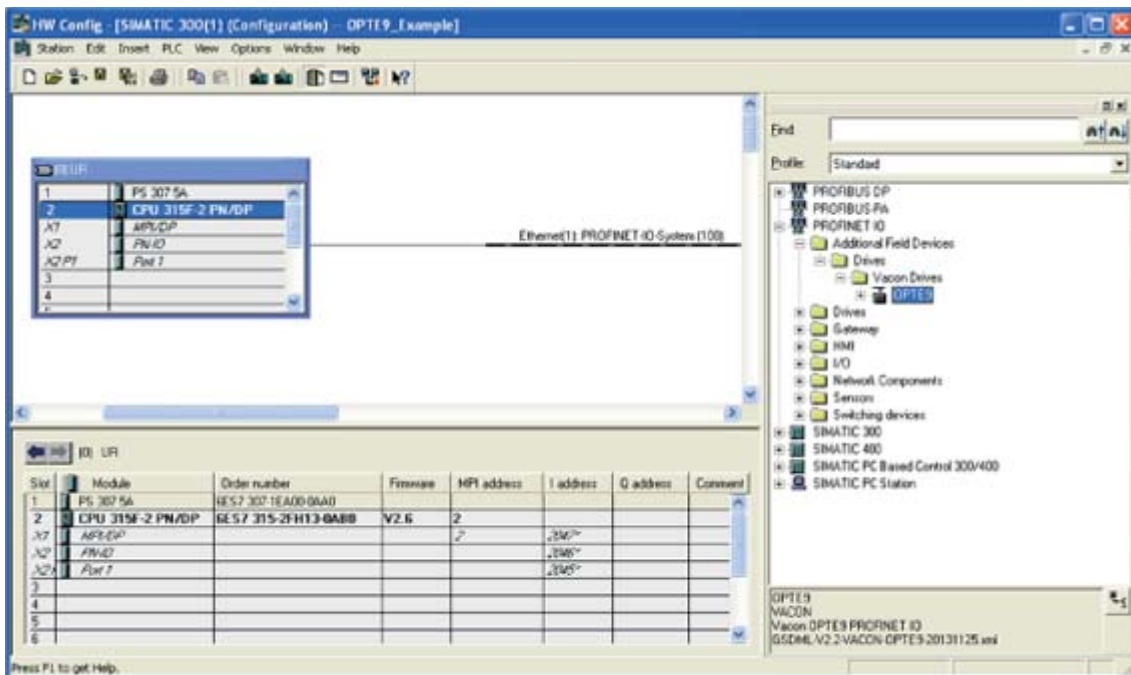 HW Config - [SIMATIC 300(1) (Configuration) -- OPTE9_Example]
Station Edit Insert PLC View Options Window Help
(0) UR
1 PS 307 5A
2 CPU 315F-2 PN/DP
X1 MPI/DP
X2 PN-IO
X2 P1 Port 1
3
4
Ethernet(1): PROFINET-IO-System (100)
Find:
Profile: Standard
PROFIBUS DP
PROFIBUS-PA
PROFINET IO
Additional Field Devices
Drives
Vacon Drives
OPTE9
Drives
Gateway
HMI
I/O
Network Components
Sensors
Switching devices
SIMATIC 300
SIMATIC 400
SIMATIC PC Based Control 300/400
SIMATIC PC Station
(0) UR
Slot Module Order number Firmware MPI address I address Q address Comment
1 PS 307 5A 6ES7 307-1EA00-0AA0
2 CPU 315F-2 PN/DP 6ES7 315-2FH13-0AB0 V2.6 2
X1 MPI/DP 2 2047*
X2 PN-IO 2046*
X2 Port 1 2045*
3
4
5
6
OPTE9
VACON
Vacon OPTE9 PROFINET IO
GSDML-V2.2-VACON-OPTE9-20131125.xml
Press F1 to get Help.